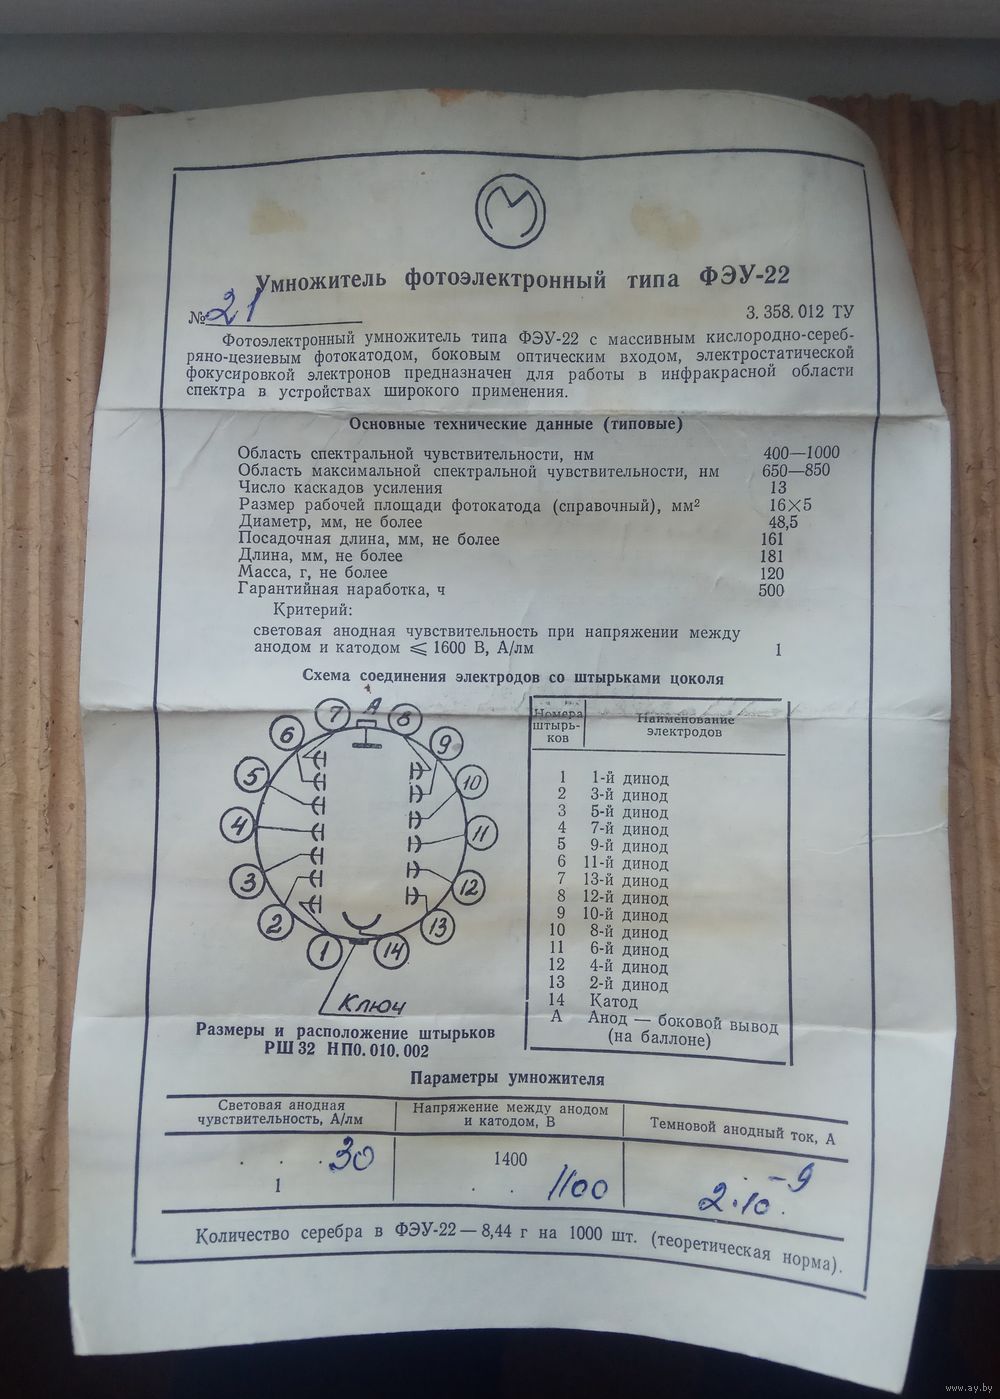 Умножитель фотоэлектронный типа ФЭУ-22
№ 21
3.358.012 ТУ
Фотоэлектронный умножитель типа ФЭУ-22 с массивным кислородно-сереб-
ряно-цезиевым фотокатодом, боковым оптическим входом, электростатической
фокусировкой электронов предназначен для работы в инфракрасной области
спектра в устройствах широкого применения.
Основные технические данные (типовые)
Область спектральной чувствительности, нм 400—1000
Область максимальной спектральной чувствительности, нм 650—850
Число каскадов усиления 13
Размер рабочей площади фотокатода (справочный), мм² 16×5
Диаметр, мм, не более 48,5
Посадочная длина, мм, не более 161
Длина, мм, не более 181
Масса, г, не более 120
Гарантийная наработка, ч 500
Критерий:
световая анодная чувствительность при напряжении между
анодом и катодом ⩽ 1600 В, А/лм 1
Схема соединения электродов со штырьками цоколя
7 А 8
6 9
5 10
4 11
3 12
2 13
1 14
Ключ
Размеры и расположение штырьков
РШ32 НП0.010.002
Номера штырь-ков Наименование электродов
1 1-й динод
2 3-й динод
3 5-й динод
4 7-й динод
5 9-й динод
6 11-й динод
7 13-й динод
8 12-й динод
9 10-й динод
10 8-й динод
11 6-й динод
12 4-й динод
13 2-й динод
14 Катод
А Анод — боковой вывод
(на баллоне)
Параметры умножителя
Световая анодная чувствительность, А/лм Напряжение между анодом и катодом, В Темновой анодный ток, А
. . . 30 1400
1 . . 1100 2·10⁻⁹.
Количество серебра в ФЭУ-22 — 8,44 г на 1000 шт. (теоретическая норма).
www.ay.by